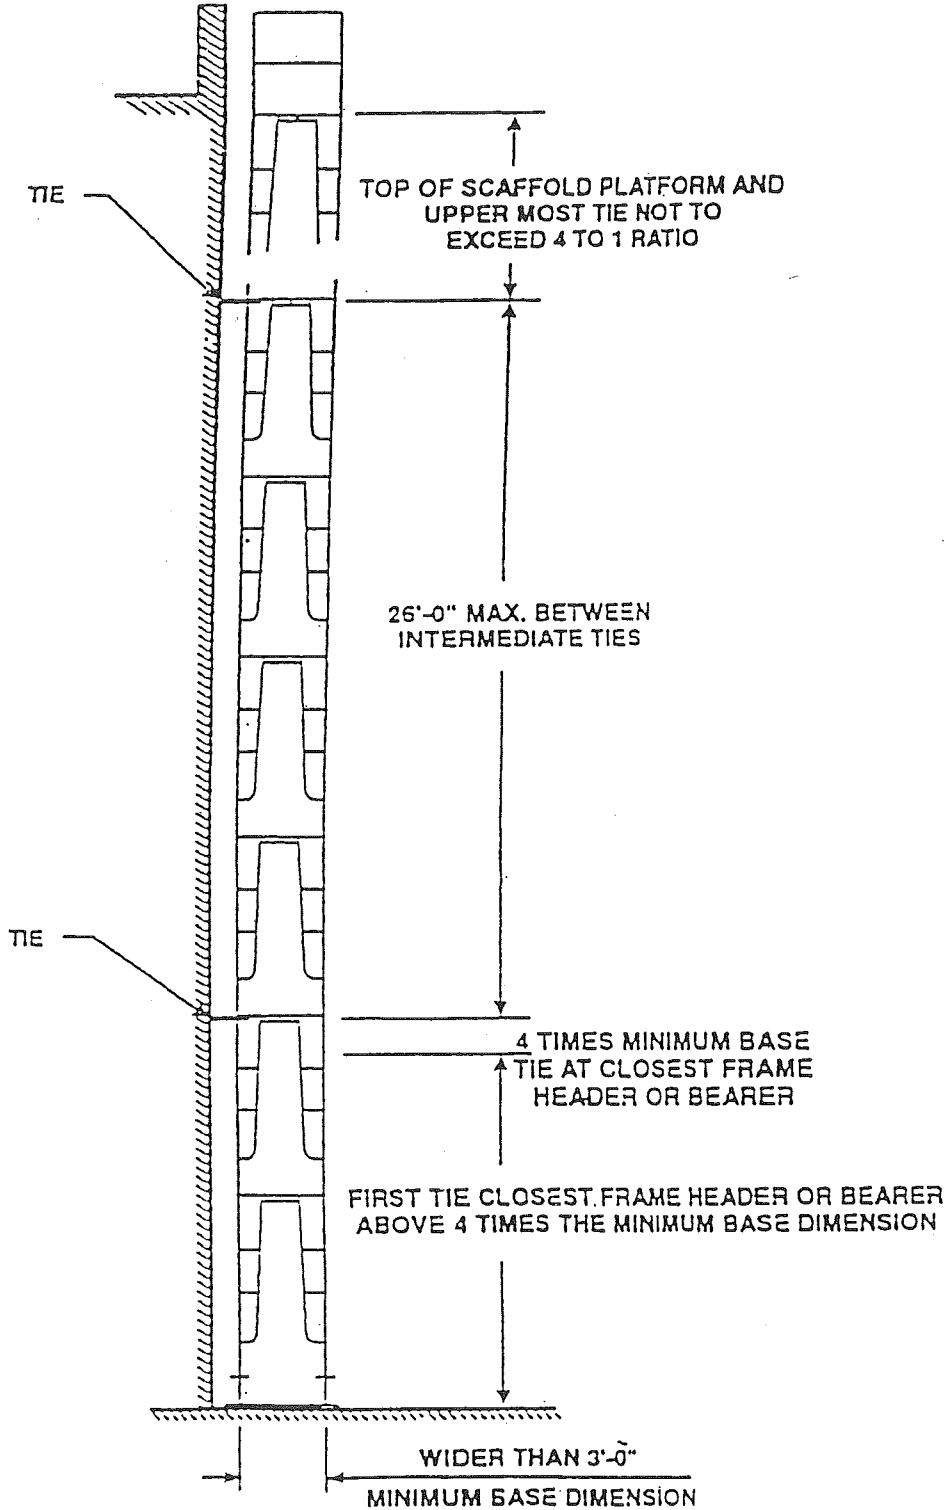 TIE
TOP OF SCAFFOLD PLATFORM AND
UPPER MOST TIE NOT TO
EXCEED 4 TO 1 RATIO
26'-0" MAX. BETWEEN
INTERMEDIATE TIES
TIE
4 TIMES MINIMUM BASE
TIE AT CLOSEST FRAME
HEADER OR BEARER
FIRST TIE CLOSEST.FRAME HEADER OR BEARER
ABOVE 4 TIMES THE MINIMUM BASE DIMENSION
WIDER THAN 3'-0"
MINIMUM BASE DIMENSION